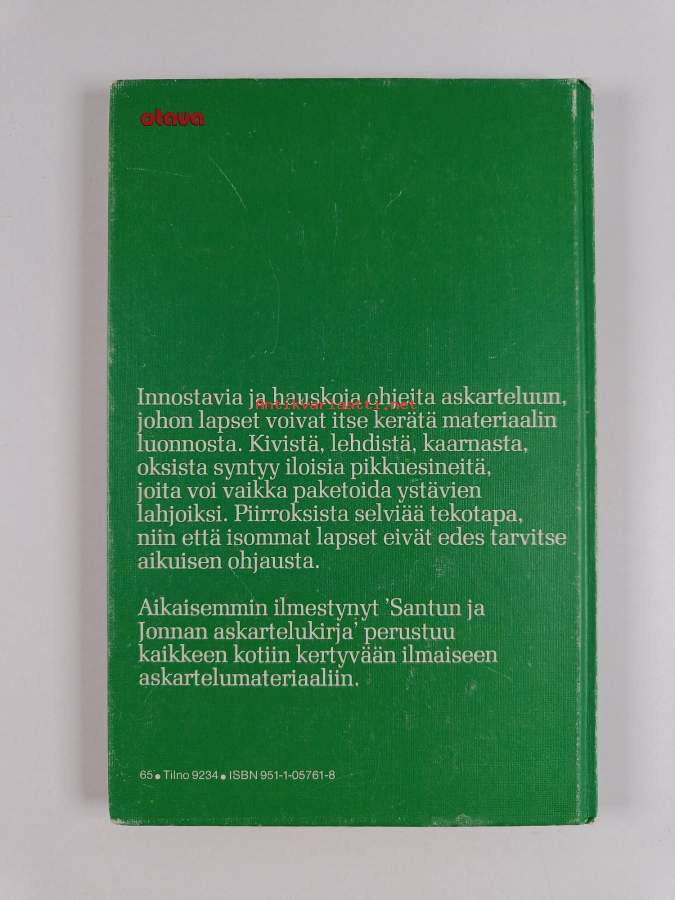 otava
Innostavia ja hauskoja ohjeita askarteluun,
Antikvariaatti.net
johon lapset voivat itse kerätä materiaalin
luonnosta. Kivistä, lehdistä, kaarnasta,
oksista syntyy iloisia pikkuesineitä,
joita voi vaikka paketoida ystävien
lahjoiksi. Piirroksista selviää tekotapa,
niin että isommat lapset eivät edes tarvitse
aikuisen ohjausta.
Aikaisemmin ilmestynyt 'Santun ja
Jonnan askartelukirja' perustuu
kaikkeen kotiin kertyvään ilmaiseen
askartelumateriaaliin.
65 • Tilno 9234 • ISBN 951-1-05761-8